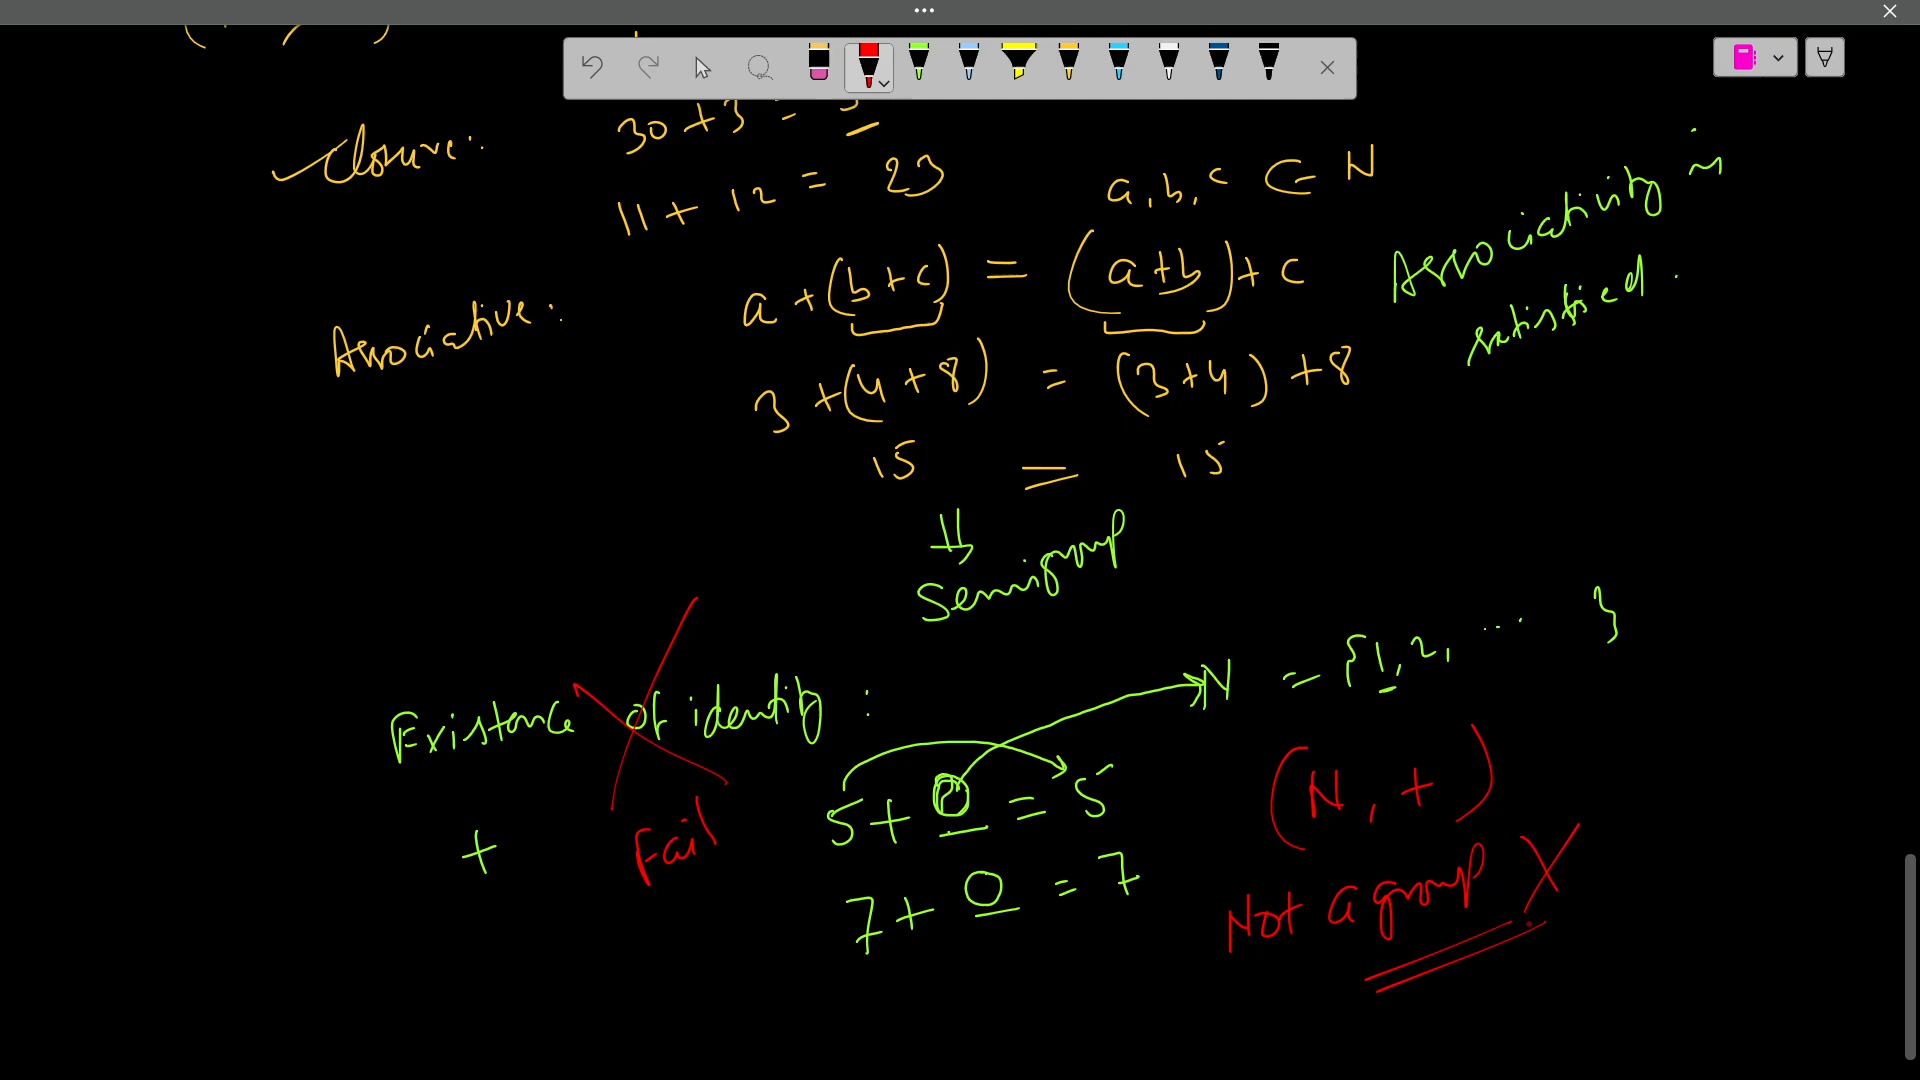 30 + 3 =
Closure:
11 + 12 = 23
a, b, c ∈ N
Associativity is
satisfied.
Associative:
a + (b + c) = (a + b) + c
3 + (4 + 8) = (3 + 4) + 8
15 = 15
⇓
Semigroup
Existence of identity:
N = {1, 2, ... }
+
Fail
5 + 0 = 5
7 + 0 = 7
(N, +)
Not a group X